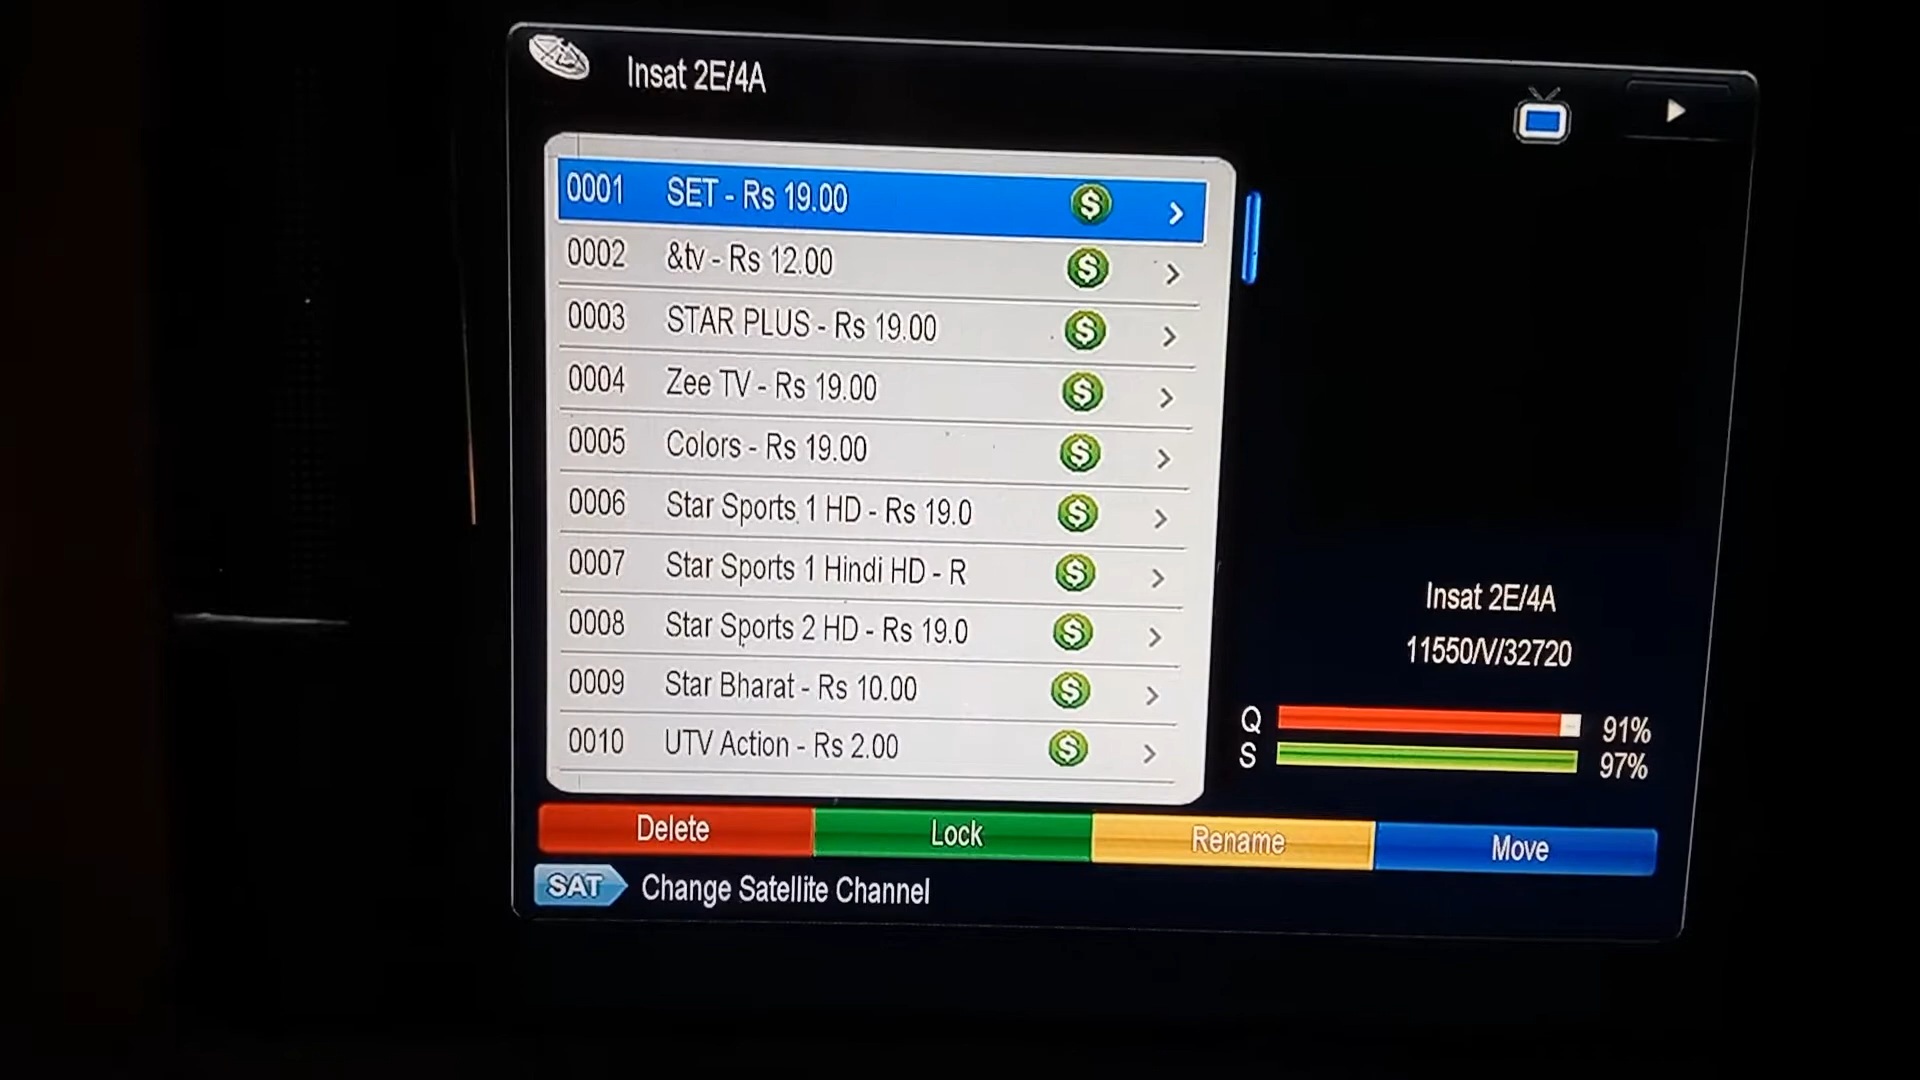 Insat 2E/4A
0001 SET - Rs 19.00 $
0002 &tv - Rs 12.00 $
0003 STAR PLUS - Rs 19.00 $
0004 Zee TV - Rs 19.00 $
0005 Colors - Rs 19.00 $
0006 Star Sports 1 HD - Rs 19.0 $
0007 Star Sports 1 Hindi HD - R $
0008 Star Sports 2 HD - Rs 19.0 $
0009 Star Bharat - Rs 10.00 $
0010 UTV Action - Rs 2.00 $
Insat 2E/4A
11550/V/32720
Q 91%
S 97%
Delete Lock Rename Move
SAT Change Satellite Channel